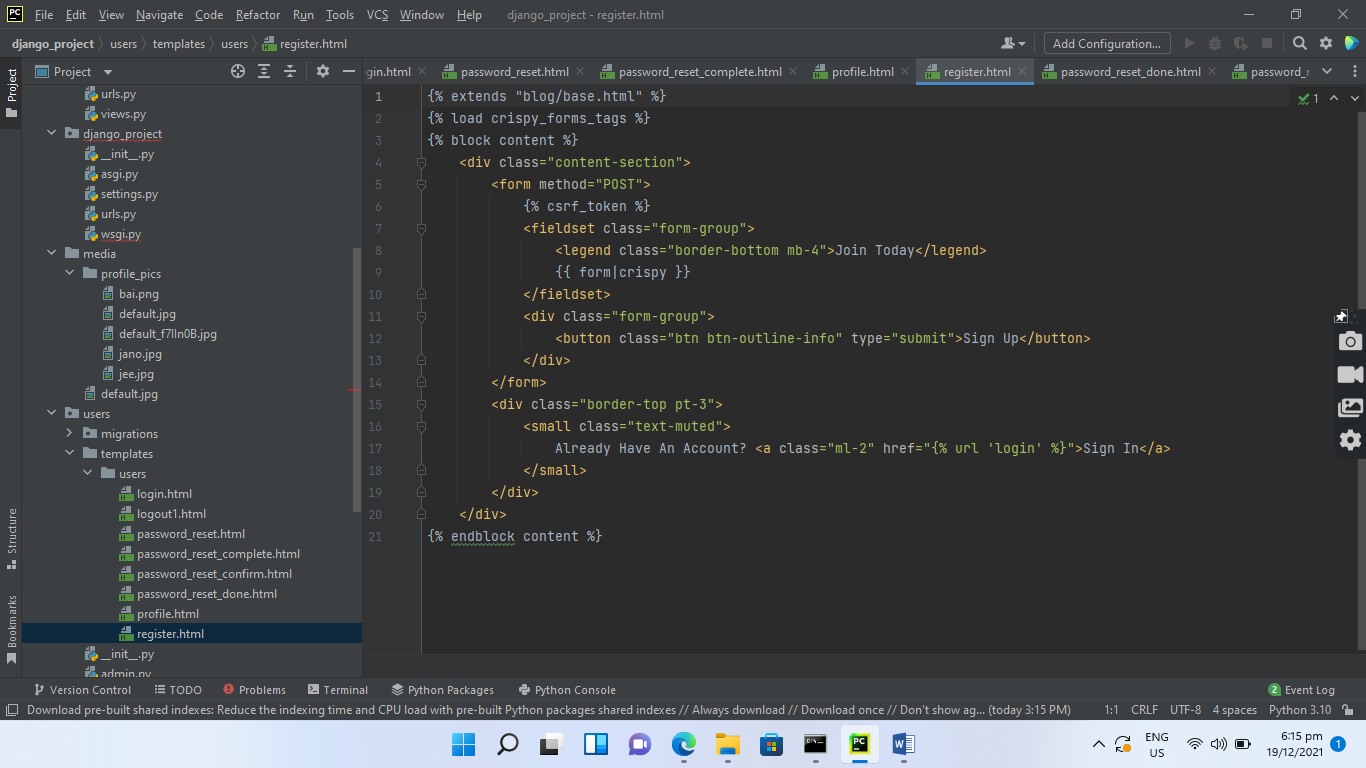 PC File Edit View Navigate Code Refactor Run Tools VCS Window Help django_project - register.html
django_project users templates users register.html Add Configuration...
Project gin.html password_reset.html password_reset_complete.html profile.html register.html password_reset_done.html password_r
Project
Structure
Bookmarks
urls.py
views.py
django_project
__init__.py
asgi.py
settings.py
urls.py
wsgi.py
media
profile_pics
bai.png
default.jpg
default_f7lIn0B.jpg
jano.jpg
jee.jpg
default.jpg
users
migrations
templates
users
login.html
logout1.html
password_reset.html
password_reset_complete.html
password_reset_confirm.html
password_reset_done.html
profile.html
register.html
__init__.py
admin.py
1 {% extends "blog/base.html" %}
2 {% load crispy_forms_tags %}
3 {% block content %}
4 <div class="content-section">
5 <form method="POST">
6 {% csrf_token %}
7 <fieldset class="form-group">
8 <legend class="border-bottom mb-4">Join Today</legend>
9 {{ form|crispy }}
10 </fieldset>
11 <div class="form-group">
12 <button class="btn btn-outline-info" type="submit">Sign Up</button>
13 </div>
14 </form>
15 <div class="border-top pt-3">
16 <small class="text-muted">
17 Already Have An Account? <a class="ml-2" href="{% url 'login' %}">Sign In</a>
18 </small>
19 </div>
20 </div>
21 {% endblock content %}
1
Version Control TODO Problems Terminal Python Packages Python Console 2 Event Log
Download pre-built shared indexes: Reduce the indexing time and CPU load with pre-built Python packages shared indexes // Always download // Download once // Don't show ag... (today 3:15 PM) 1:1 CRLF UTF-8 4 spaces Python 3.10
PC W ENG 6:15 pm
US 19/12/2021 1